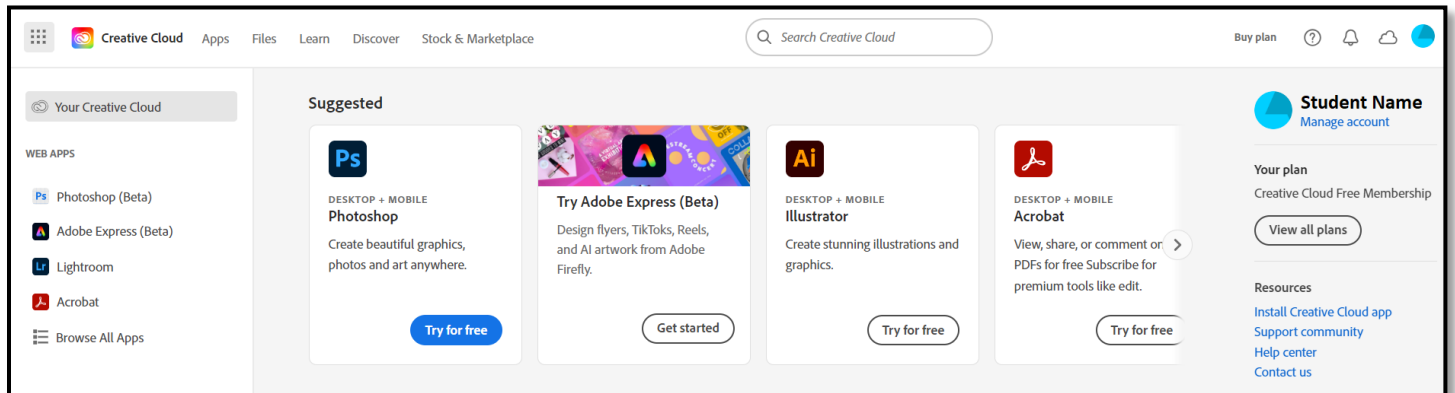 Creative Cloud Apps Files Learn Discover Stock & Marketplace Search Creative Cloud Buy plan
Your Creative Cloud
WEB APPS
Ps Photoshop (Beta)
Adobe Express (Beta)
Lr Lightroom
Acrobat
Browse All Apps
Suggested
Ps
DESKTOP + MOBILE
Photoshop
Create beautiful graphics,
photos and art anywhere.
Try for free
OFF
Try Adobe Express (Beta)
Design flyers, TikToks, Reels,
and AI artwork from Adobe
Firefly.
Get started
Ai
DESKTOP + MOBILE
Illustrator
Create stunning illustrations and
graphics.
Try for free
DESKTOP + MOBILE
Acrobat
View, share, or comment on
PDFs for free Subscribe for
premium tools like edit.
Try for free
Student Name
Manage account
Your plan
Creative Cloud Free Membership
View all plans
Resources
Install Creative Cloud app
Support community
Help center
Contact us